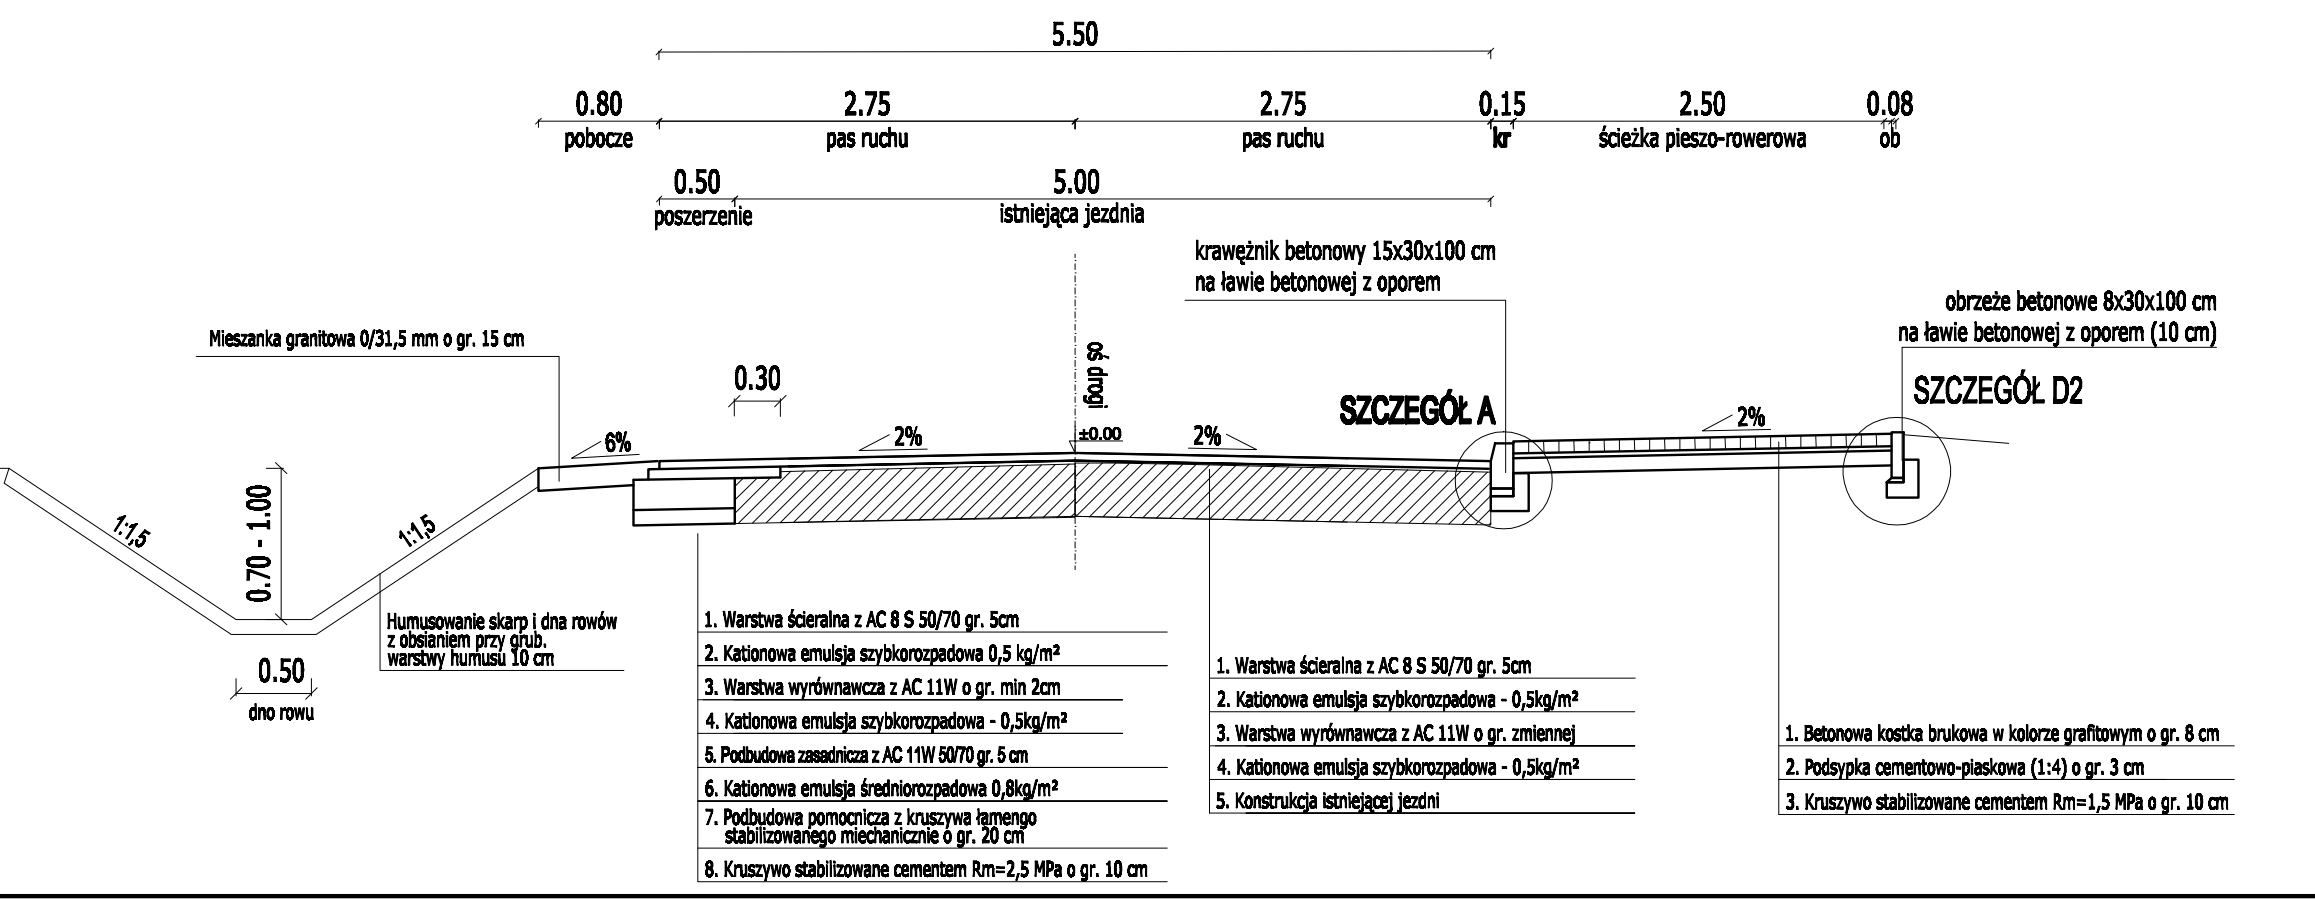 5.50
0.80 2.75 2.75 0.15 2.50 0.08
pobocze pas ruchu pas ruchu kr ścieżka pieszo-rowerowa ob
0.50 5.00
poszerzenie istniejąca jezdnia
krawężnik betonowy 15x30x100 cm
na ławie betonowej z oporem
obrzeże betonowe 8x30x100 cm
na ławie betonowej z oporem (10 cm)
Mieszanka granitowa 0/31,5 mm o gr. 15 cm
oś drogi
0.30
SZCZEGÓŁ A
SZCZEGÓŁ D2
6%
2%
±0.00
2%
2%
1:1,5
0.70 - 1.00
1:1,5
Humusowanie skarp i dna rowów
z obsianiem przy grub.
warstwy humusu 10 cm
0.50
dno rowu
1. Warstwa ścieralna z AC 8 S 50/70 gr. 5cm
2. Kationowa emulsja szybkorozpadowa 0,5 kg/m²
3. Warstwa wyrównawcza z AC 11W o gr. min 2cm
4. Kationowa emulsja szybkorozpadowa - 0,5kg/m²
5. Podbudowa zasadnicza z AC 11W 50/70 gr. 5 cm
6. Kationowa emulsja średniorozpadowa 0,8kg/m²
7. Podbudowa pomocnicza z kruszywa łamengo
stabilizowanego miechanicznie o gr. 20 cm
8. Kruszywo stabilizowane cementem Rm=2,5 MPa o gr. 10 cm
1. Warstwa ścieralna z AC 8 S 50/70 gr. 5cm
2. Kationowa emulsja szybkorozpadowa - 0,5kg/m²
3. Warstwa wyrównawcza z AC 11W o gr. zmiennej
4. Kationowa emulsja szybkorozpadowa - 0,5kg/m²
5. Konstrukcja istniejącej jezdni
1. Betonowa kostka brukowa w kolorze grafitowym o gr. 8 cm
2. Podsypka cementowo-piaskowa (1:4) o gr. 3 cm
3. Kruszywo stabilizowane cementem Rm=1,5 MPa o gr. 10 cm